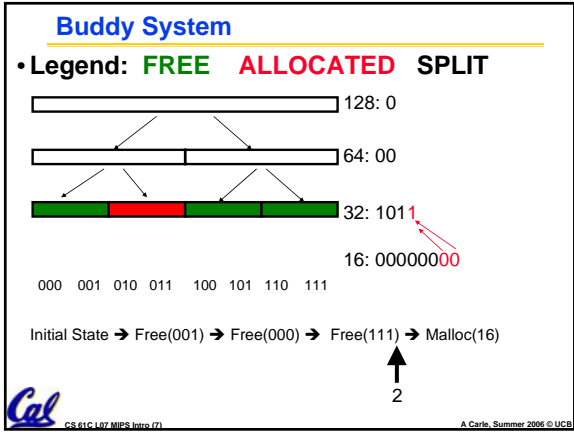 Buddy System
• Legend: FREE ALLOCATED SPLIT
128: 0
64: 00
32: 1011
16: 00000000
000 001 010 011 100 101 110 111
Initial State ➔ Free(001) ➔ Free(000) ➔ Free(111) ➔ Malloc(16)
2
Cal
CS 61C L07 MIPS Intro (7)
A Carle, Summer 2006 © UCB